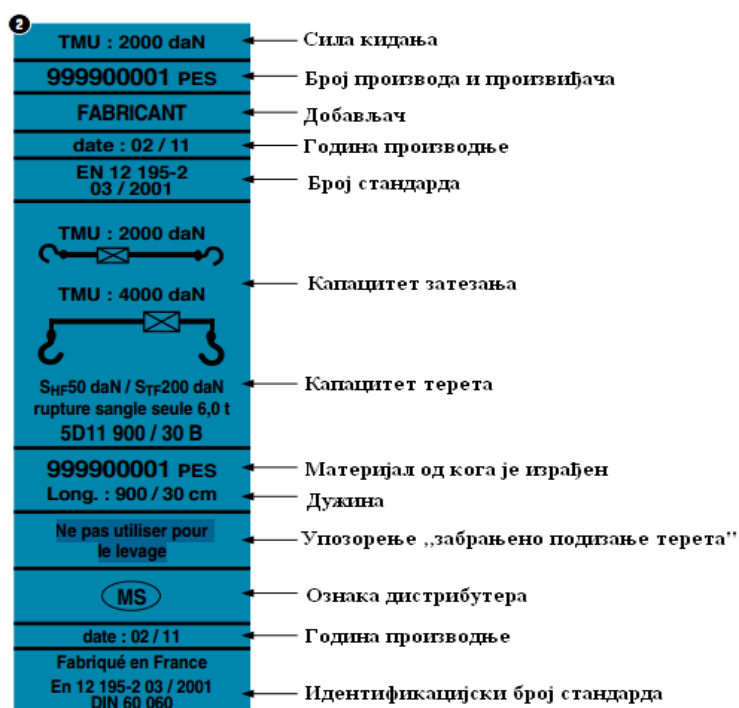 2
TMU : 2000 daN Сила кидања
999900001 PES Број производа и произвиђача
FABRICANT Добављач
date : 02 / 11 Година производње
EN 12 195-2
03 / 2001 Број стандарда
TMU : 2000 daN
Капацитет затезања
TMU : 4000 daN
SHF50 daN / STF200 daN Капацитет терета
rupture sangle seule 6,0 t
5D11 900 / 30 B
999900001 PES Материјал од кога је израђен
Long. : 900 / 30 cm Дужина
Ne pas utiliser pour
le levage Упозорење ,,забрањено подизање терета”
MS Ознака дистрибутера
date : 02 / 11 Година производње
Fabriqué en France
En 12 195-2 03 / 2001 Идентификацијски број стандарда
DIN 60 060